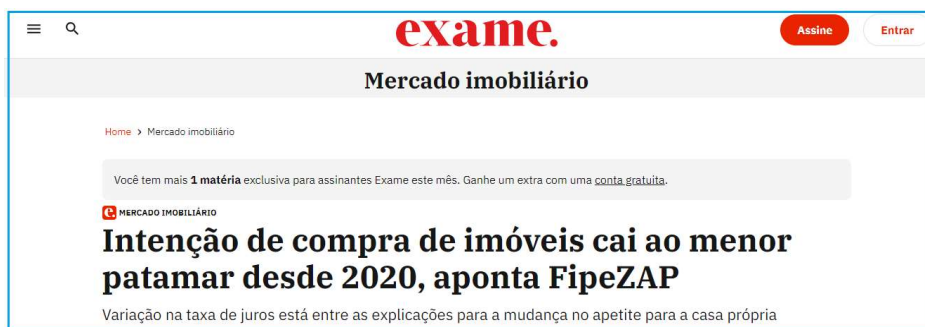 exame.
Assine
Entrar
Mercado imobiliário
Home > Mercado imobiliário
Você tem mais 1 matéria exclusiva para assinantes Exame este mês. Ganhe um extra com uma conta gratuita.
e. MERCADO IMOBILIÁRIO
Intenção de compra de imóveis cai ao menor
patamar desde 2020, aponta FipeZAP
Variação na taxa de juros está entre as explicações para a mudança no apetite para a casa própria